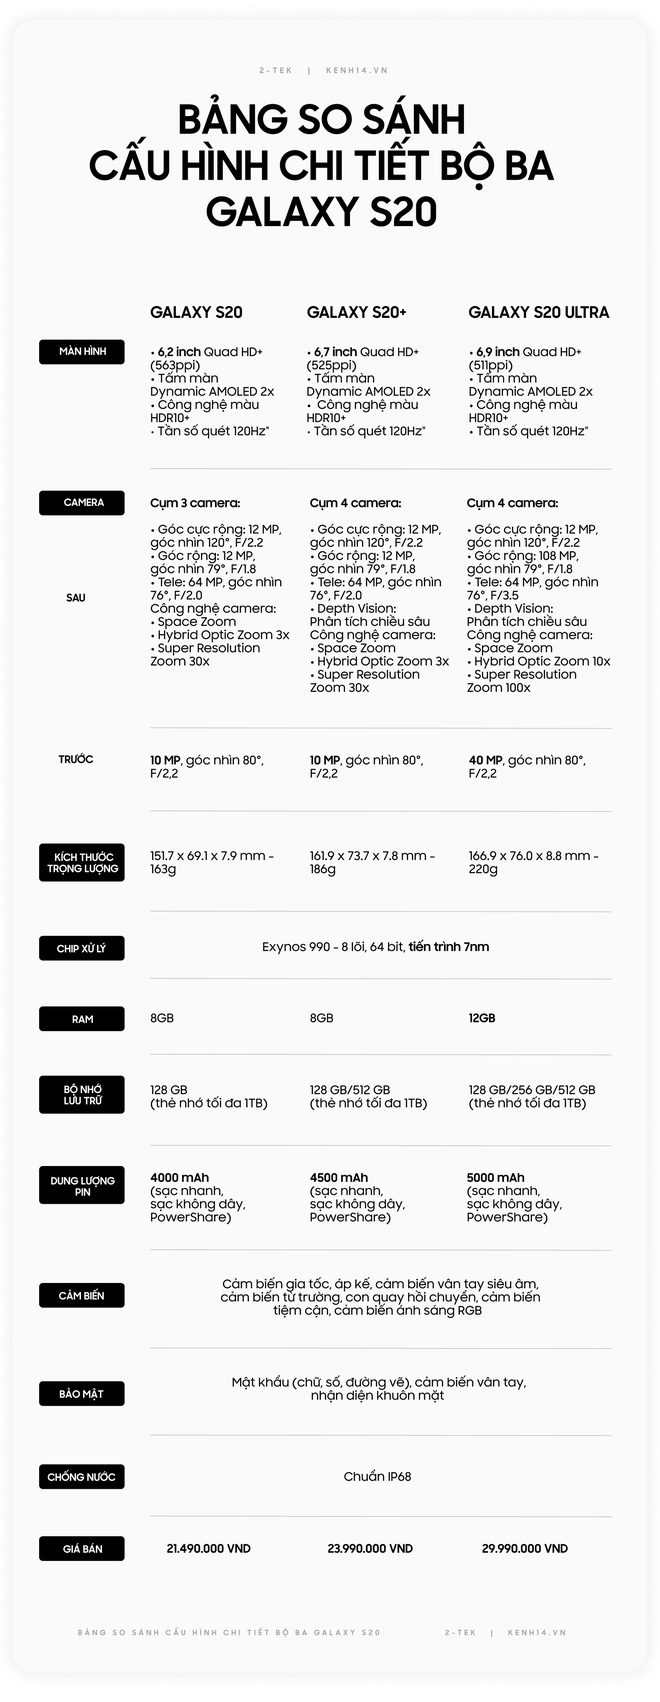 2-TEK | KENH14.VN
BẢNG SO SÁNH
CẤU HÌNH CHI TIẾT BỘ BA
GALAXY S20
GALAXY S20
GALAXY S20+
GALAXY S20 ULTRA
MÀN HÌNH
• 6,2 inch Quad HD+
(563ppi)
• Tấm màn
Dynamic AMOLED 2x
• Công nghệ màu
HDR10+
• Tần số quét 120Hz"
• 6,7 inch Quad HD+
(525ppi)
• Tấm màn
Dynamic AMOLED 2x
• Công nghệ màu
HDR10+
• Tần số quét 120Hz"
• 6,9 inch Quad HD+
(511ppi)
• Tấm màn
Dynamic AMOLED 2x
• Công nghệ màu
HDR10+
• Tần số quét 120Hz"
CAMERA
SAU
Cụm 3 camera:
• Góc cực rộng: 12 MP,
góc nhìn 120°, F/2.2
• Góc rộng: 12 MP,
góc nhìn 79°, F/1.8
• Tele: 64 MP, góc nhìn
76°, F/2.0
Công nghệ camera:
• Space Zoom
• Hybrid Optic Zoom 3x
• Super Resolution
Zoom 30x
Cụm 4 camera:
• Góc cực rộng: 12 MP,
góc nhìn 120°, F/2.2
• Góc rộng: 12 MP,
góc nhìn 79°, F/1.8
• Tele: 64 MP, góc nhìn
76°, F/2.0
• Depth Vision:
Phân tích chiều sâu
Công nghệ camera:
• Space Zoom
• Hybrid Optic Zoom 3x
• Super Resolution
Zoom 30x
Cụm 4 camera:
• Góc cực rộng: 12 MP,
góc nhìn 120°, F/2.2
• Góc rộng: 108 MP,
góc nhìn 79°, F/1.8
• Tele: 64 MP, góc nhìn
76°, F/3.5
• Depth Vision:
Phân tích chiều sâu
Công nghệ camera:
• Space Zoom
• Hybrid Optic Zoom 10x
• Super Resolution
Zoom 100x
TRƯỚC
10 MP, góc nhìn 80°,
F/2,2
10 MP, góc nhìn 80°,
F/2,2
40 MP, góc nhìn 80°,
F/2,2
KÍCH THƯỚC
TRỌNG LƯỢNG
151.7 x 69.1 x 7.9 mm -
163g
161.9 x 73.7 x 7.8 mm -
186g
166.9 x 76.0 x 8.8 mm -
220g
CHIP XỬ LÝ
Exynos 990 - 8 lõi, 64 bit, tiến trình 7nm
RAM
8GB
8GB
12GB
BỘ NHỚ
LƯU TRỮ
128 GB
(thẻ nhớ tối đa 1TB)
128 GB/512 GB
(thẻ nhớ tối đa 1TB)
128 GB/256 GB/512 GB
(thẻ nhớ tối đa 1TB)
DUNG LƯỢNG
PIN
4000 mAh
(sạc nhanh,
sạc không dây,
PowerShare)
4500 mAh
(sạc nhanh,
sạc không dây,
PowerShare)
5000 mAh
(sạc nhanh,
sạc không dây,
PowerShare)
CẢM BIẾN
Cảm biến gia tốc, áp kế, cảm biến vân tay siêu âm,
cảm biến từ trường, con quay hồi chuyển, cảm biến
tiệm cận, cảm biến ánh sáng RGB
BẢO MẬT
Mật khẩu (chữ, số, đường vẽ), cảm biến vân tay,
nhận diện khuôn mặt
CHỐNG NƯỚC
Chuẩn IP68
GIÁ BÁN
21.490.000 VND
23.990.000 VND
29.990.000 VND
BẢNG SO SÁNH CẤU HÌNH CHI TIẾT BỘ BA GALAXY S20
2-TEK | KENH14.VN